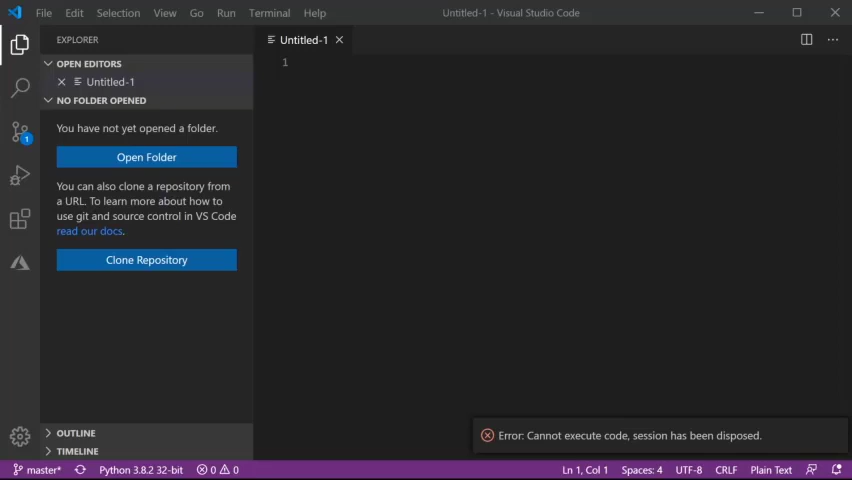 File Edit Selection View Go Run Terminal Help Untitled-1 - Visual Studio Code
EXPLORER
Untitled-1
OPEN EDITORS
Untitled-1
NO FOLDER OPENED
You have not yet opened a folder.
Open Folder
You can also clone a repository from
a URL. To learn more about how to
use git and source control in VS Code
read our docs.
Clone Repository
1
1
OUTLINE
TIMELINE
Error: Cannot execute code, session has been disposed.
master* Python 3.8.2 32-bit 0 0 Ln 1, Col 1 Spaces: 4 UTF-8 CRLF Plain Text